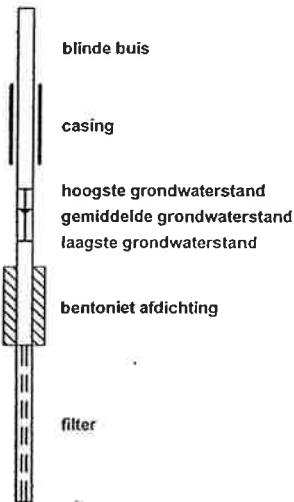 blinde buis
casing
hoogste grondwaterstand
gemiddelde grondwaterstand
laagste grondwaterstand
bentoniet afdichting
filter